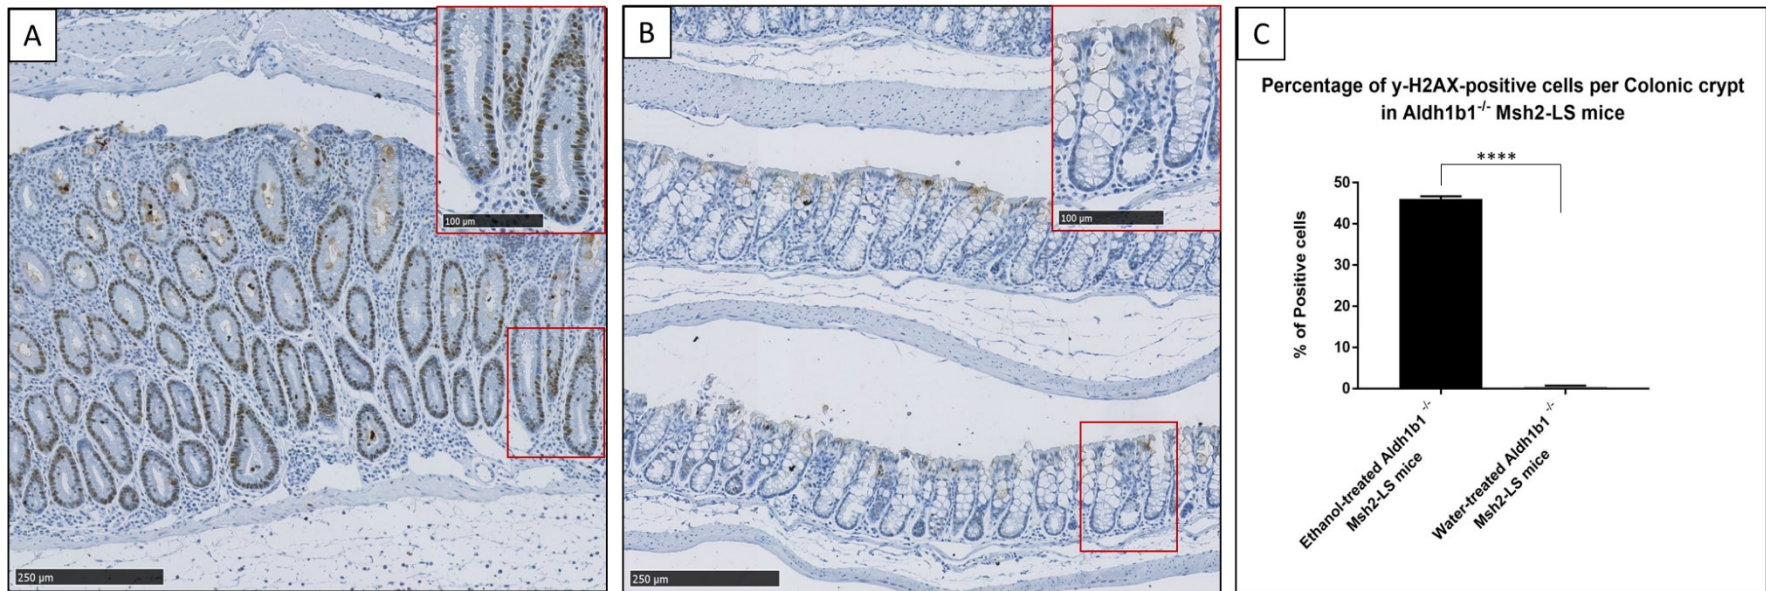 A
100 µm
250 µm
B
100 µm
250 µm
C
Percentage of y-H2AX-positive cells per Colonic crypt
in Aldh1b1-/- Msh2-LS mice
****
% of Positive cells
50
40
30
20
10
0
Ethanol-treated Aldh1b1 -/-
Msh2-LS mice
Water-treated Aldh1b1 -/-
Msh2-LS mice